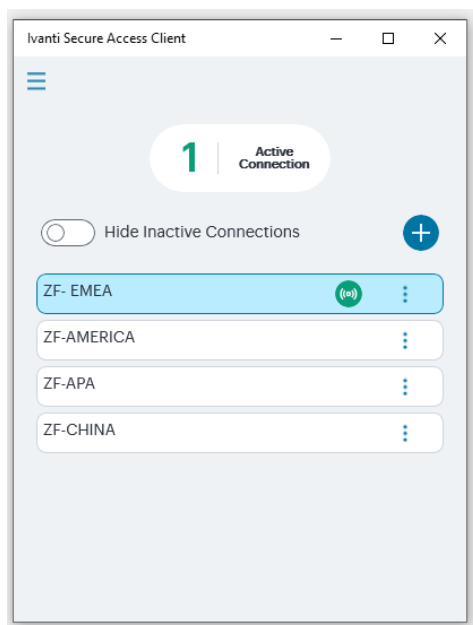 Ivanti Secure Access Client
1 Active
Connection
Hide Inactive Connections
ZF- EMEA
ZF-AMERICA
ZF-APA
ZF-CHINA